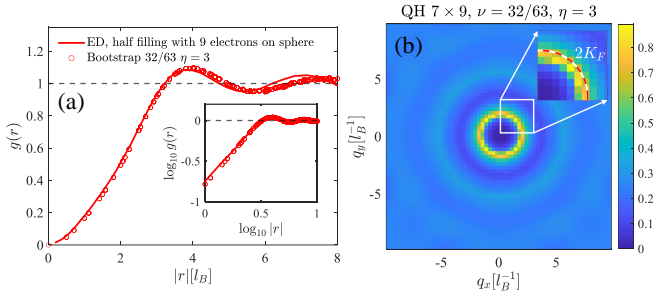 QH 7 × 9, ν = 32/63, η = 3
ED, half filling with 9 electrons on sphere
Bootstrap 32/63 η = 3
(a)
g(r)
1.2
1
0.8
0.6
0.4
0.2
0
0 2 4 6 8
|r|[l_B]
log₁₀ g(r)
0
-0.5
-1
0 0.5 1
log₁₀ |r|
(b)
2K_F
q_y[l_B⁻¹]
5
0
-5
-5 0 5
q_x[l_B⁻¹]
0.8
0.7
0.6
0.5
0.4
0.3
0.2
0.1
0